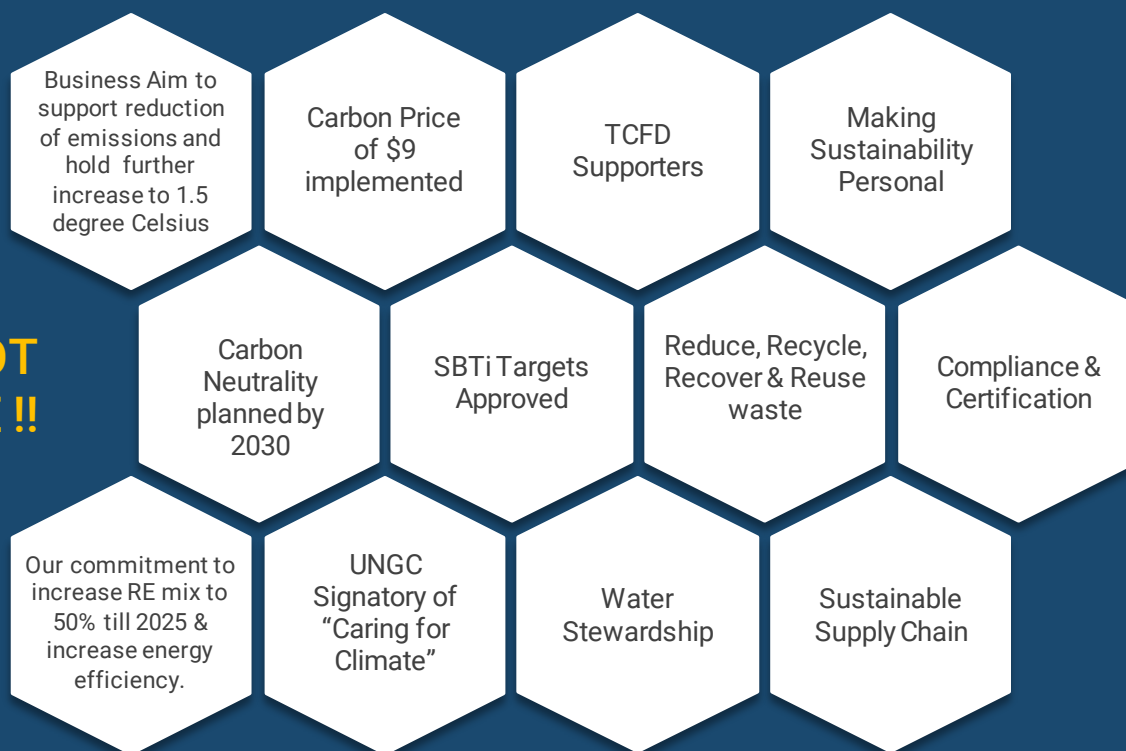 Business Aim to
support reduction
of emissions and
hold further
increase to 1.5
degree Celsius
Carbon Price
of $9
implemented
TCFD
Supporters
Making
Sustainability
Personal
!!
Carbon
Neutrality
planned by
2030
SBTi Targets
Approved
Reduce, Recycle,
Recover & Reuse
waste
Compliance &
Certification
Our commitment to
increase RE mix to
50% till 2025 &
increase energy
efficiency.
UNGC
Signatory of
“Caring for
Climate”
Water
Stewardship
Sustainable
Supply Chain